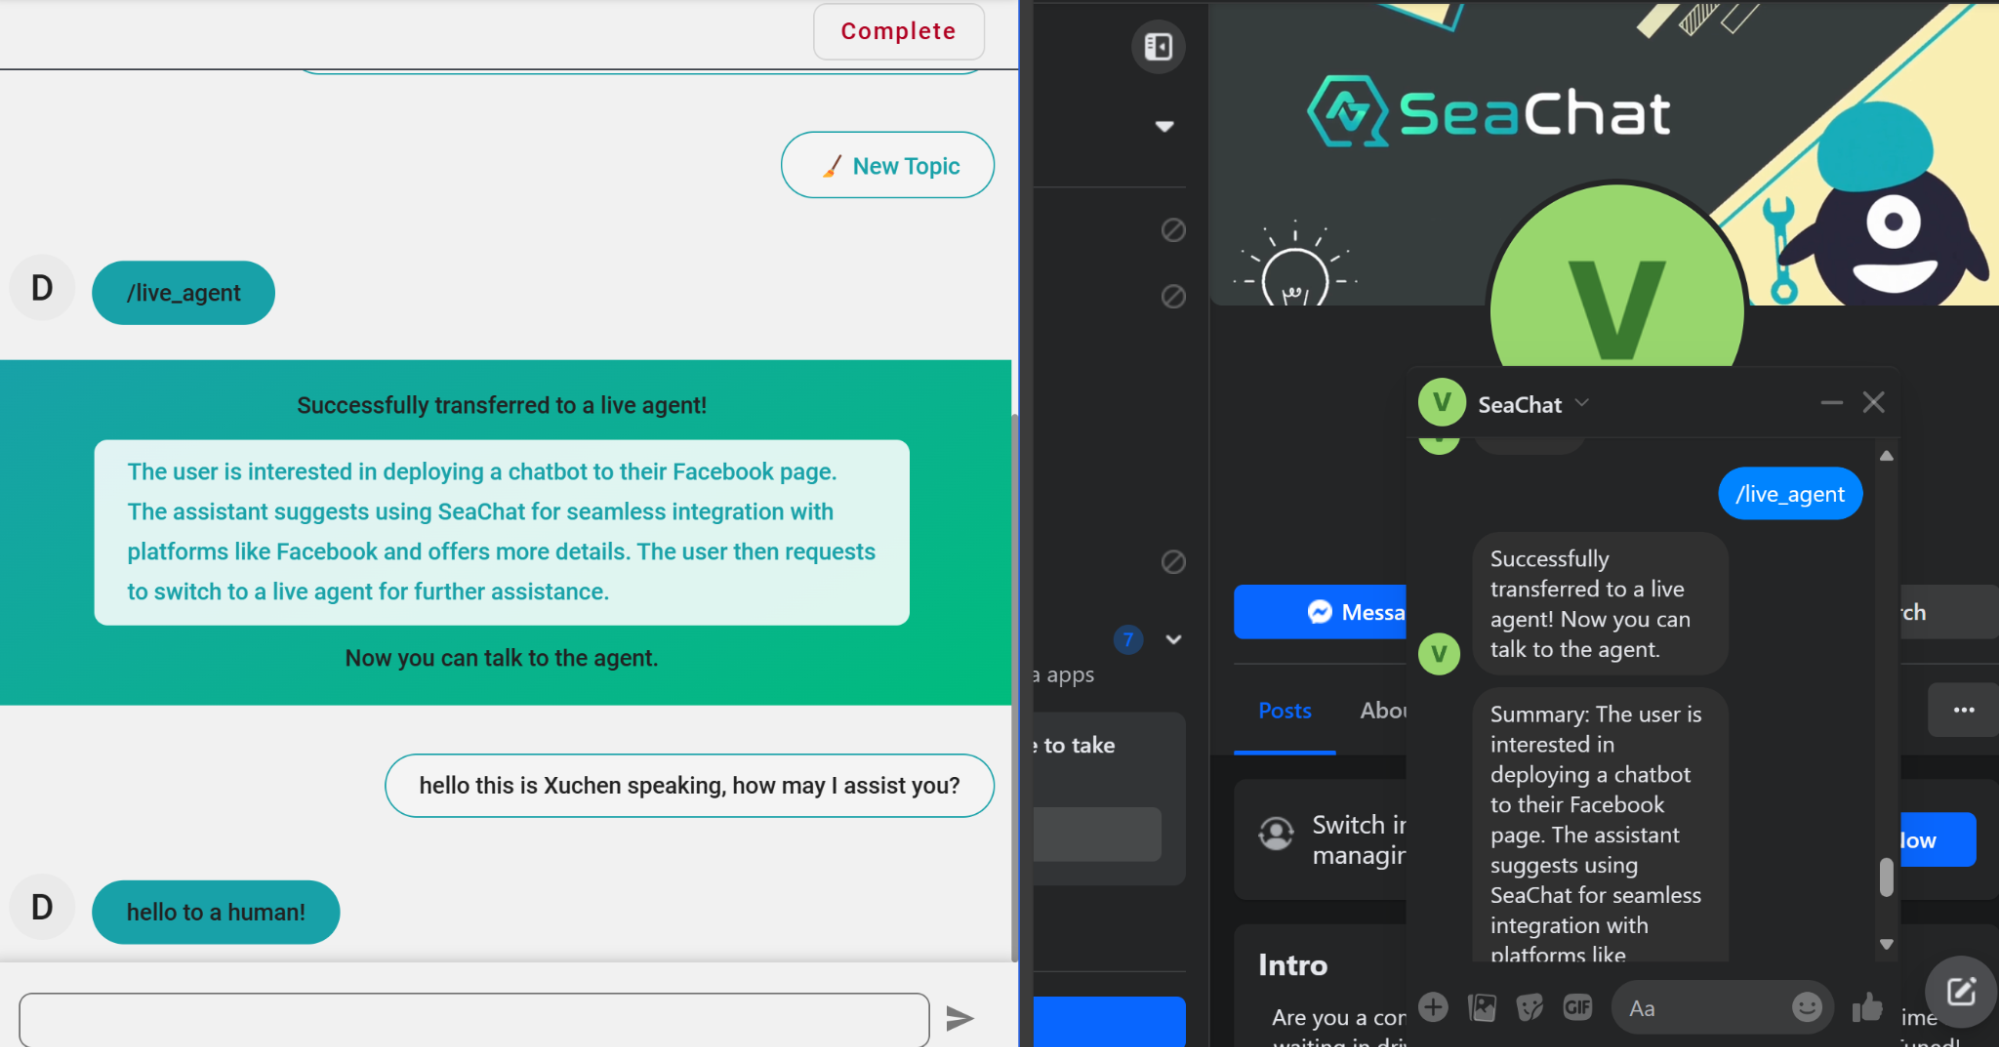 Complete
New Topic
D
/live_agent
Successfully transferred to a live agent!
The user is interested in deploying a chatbot to their Facebook page.
The assistant suggests using SeaChat for seamless integration with
platforms like Facebook and offers more details. The user then requests
to switch to a live agent for further assistance.
Now you can talk to the agent.
hello this is Xuchen speaking, how may I assist you?
D
hello to a human!
7
apps
to take
SeaChat
V
Messa
Posts
Abou
Switch in
managin
Intro
Are you a con
waiting in
V
SeaChat
/live_agent
Successfully
transferred to a live
agent! Now you can
talk to the agent.
V
Summary: The user is
interested in
deploying a chatbot
to their Facebook
page. The assistant
suggests using
SeaChat for seamless
integration with
platforms like
GIF
Aa
rch
ime